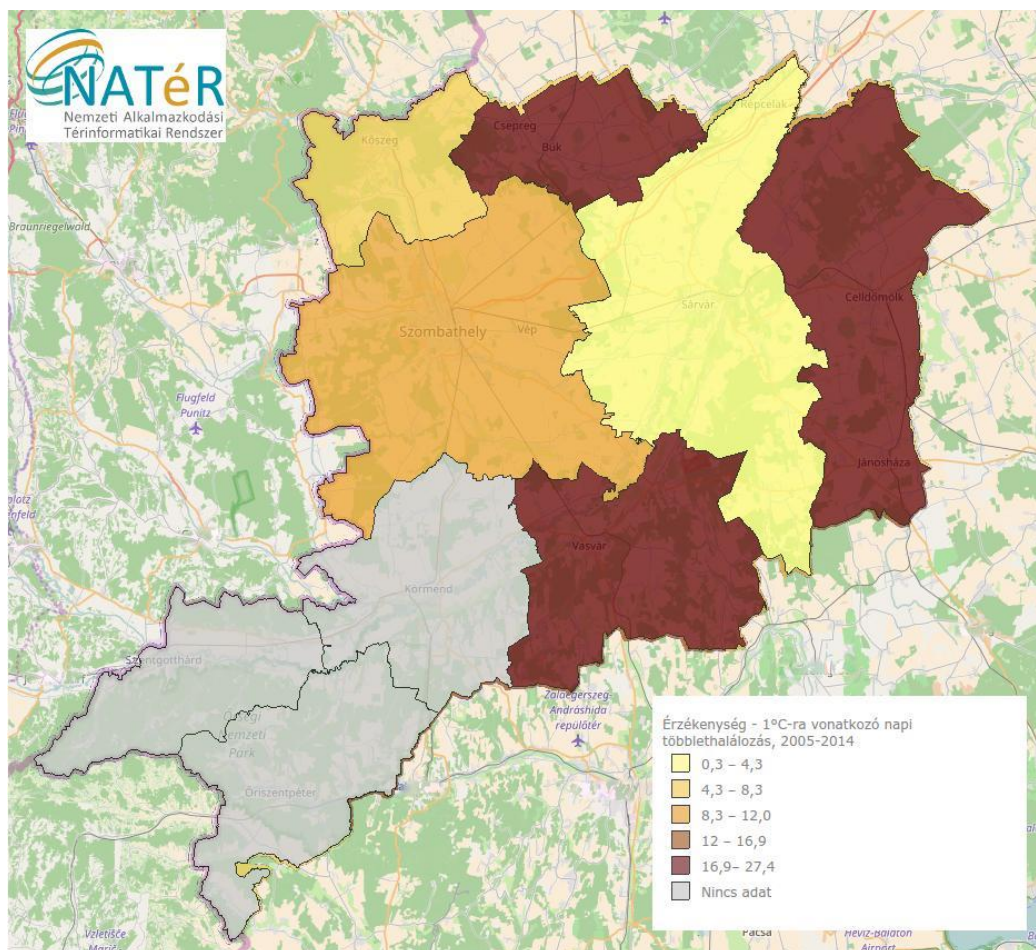 NATéR
Nemzeti Alkalmazkodási
Térinformatikai Rendszer
Répcelak
Csepreg
Bük
Kőszeg
Braunriegelwald
Celldömölk
Sárvár
Szombathely
Vép
Flugfeld
Punitz
Jánosháza
Vasvár
Körmend
Szentgotthárd
Őrségi
Nemzeti
Park
Zalaegerszeg-
Andráshida
repülőtér
Őriszentpéter
Érzékenység - 1°C-ra vonatkozó napi
többlethalálozás, 2005-2014
0,3 – 4,3
4,3 – 8,3
8,3 – 12,0
12 – 16,9
16,9– 27,4
Nincs adat
Vzletišče
Pacsa
Hévíz-Balaton
Airport